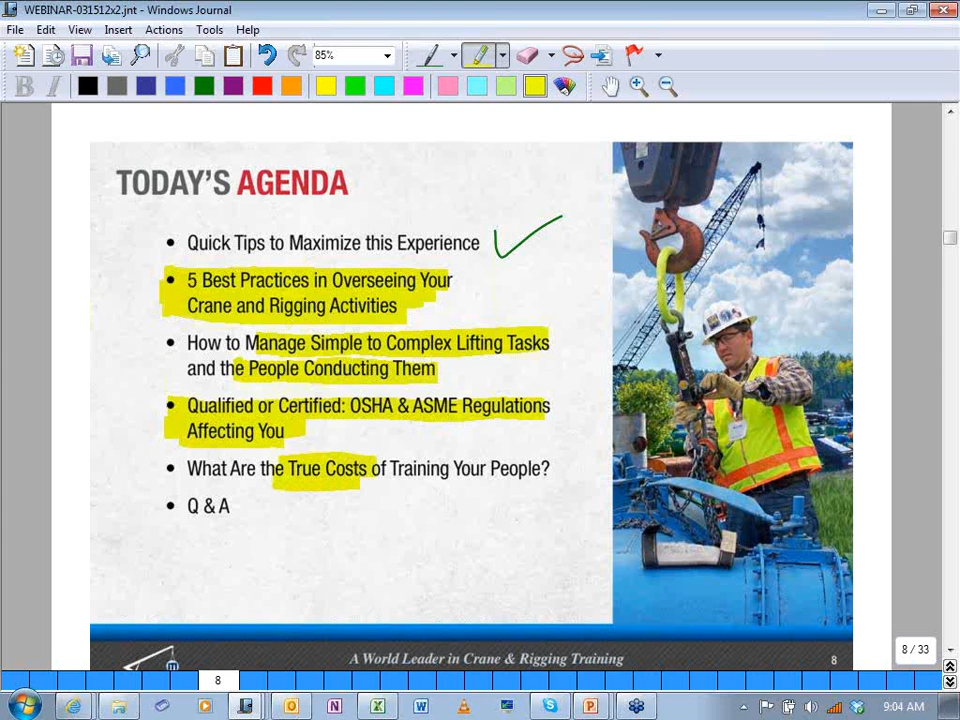 WEBINAR-031512x2.jnt - Windows Journal
File Edit View Insert Actions Tools Help
85%
B I
TODAY'S AGENDA
• Quick Tips to Maximize this Experience
• 5 Best Practices in Overseeing Your
Crane and Rigging Activities
• How to Manage Simple to Complex Lifting Tasks
and the People Conducting Them
• Qualified or Certified: OSHA & ASME Regulations
Affecting You
• What Are the True Costs of Training Your People?
• Q & A
A World Leader in Crane & Rigging Training 8
8 / 33
8
9:04 AM